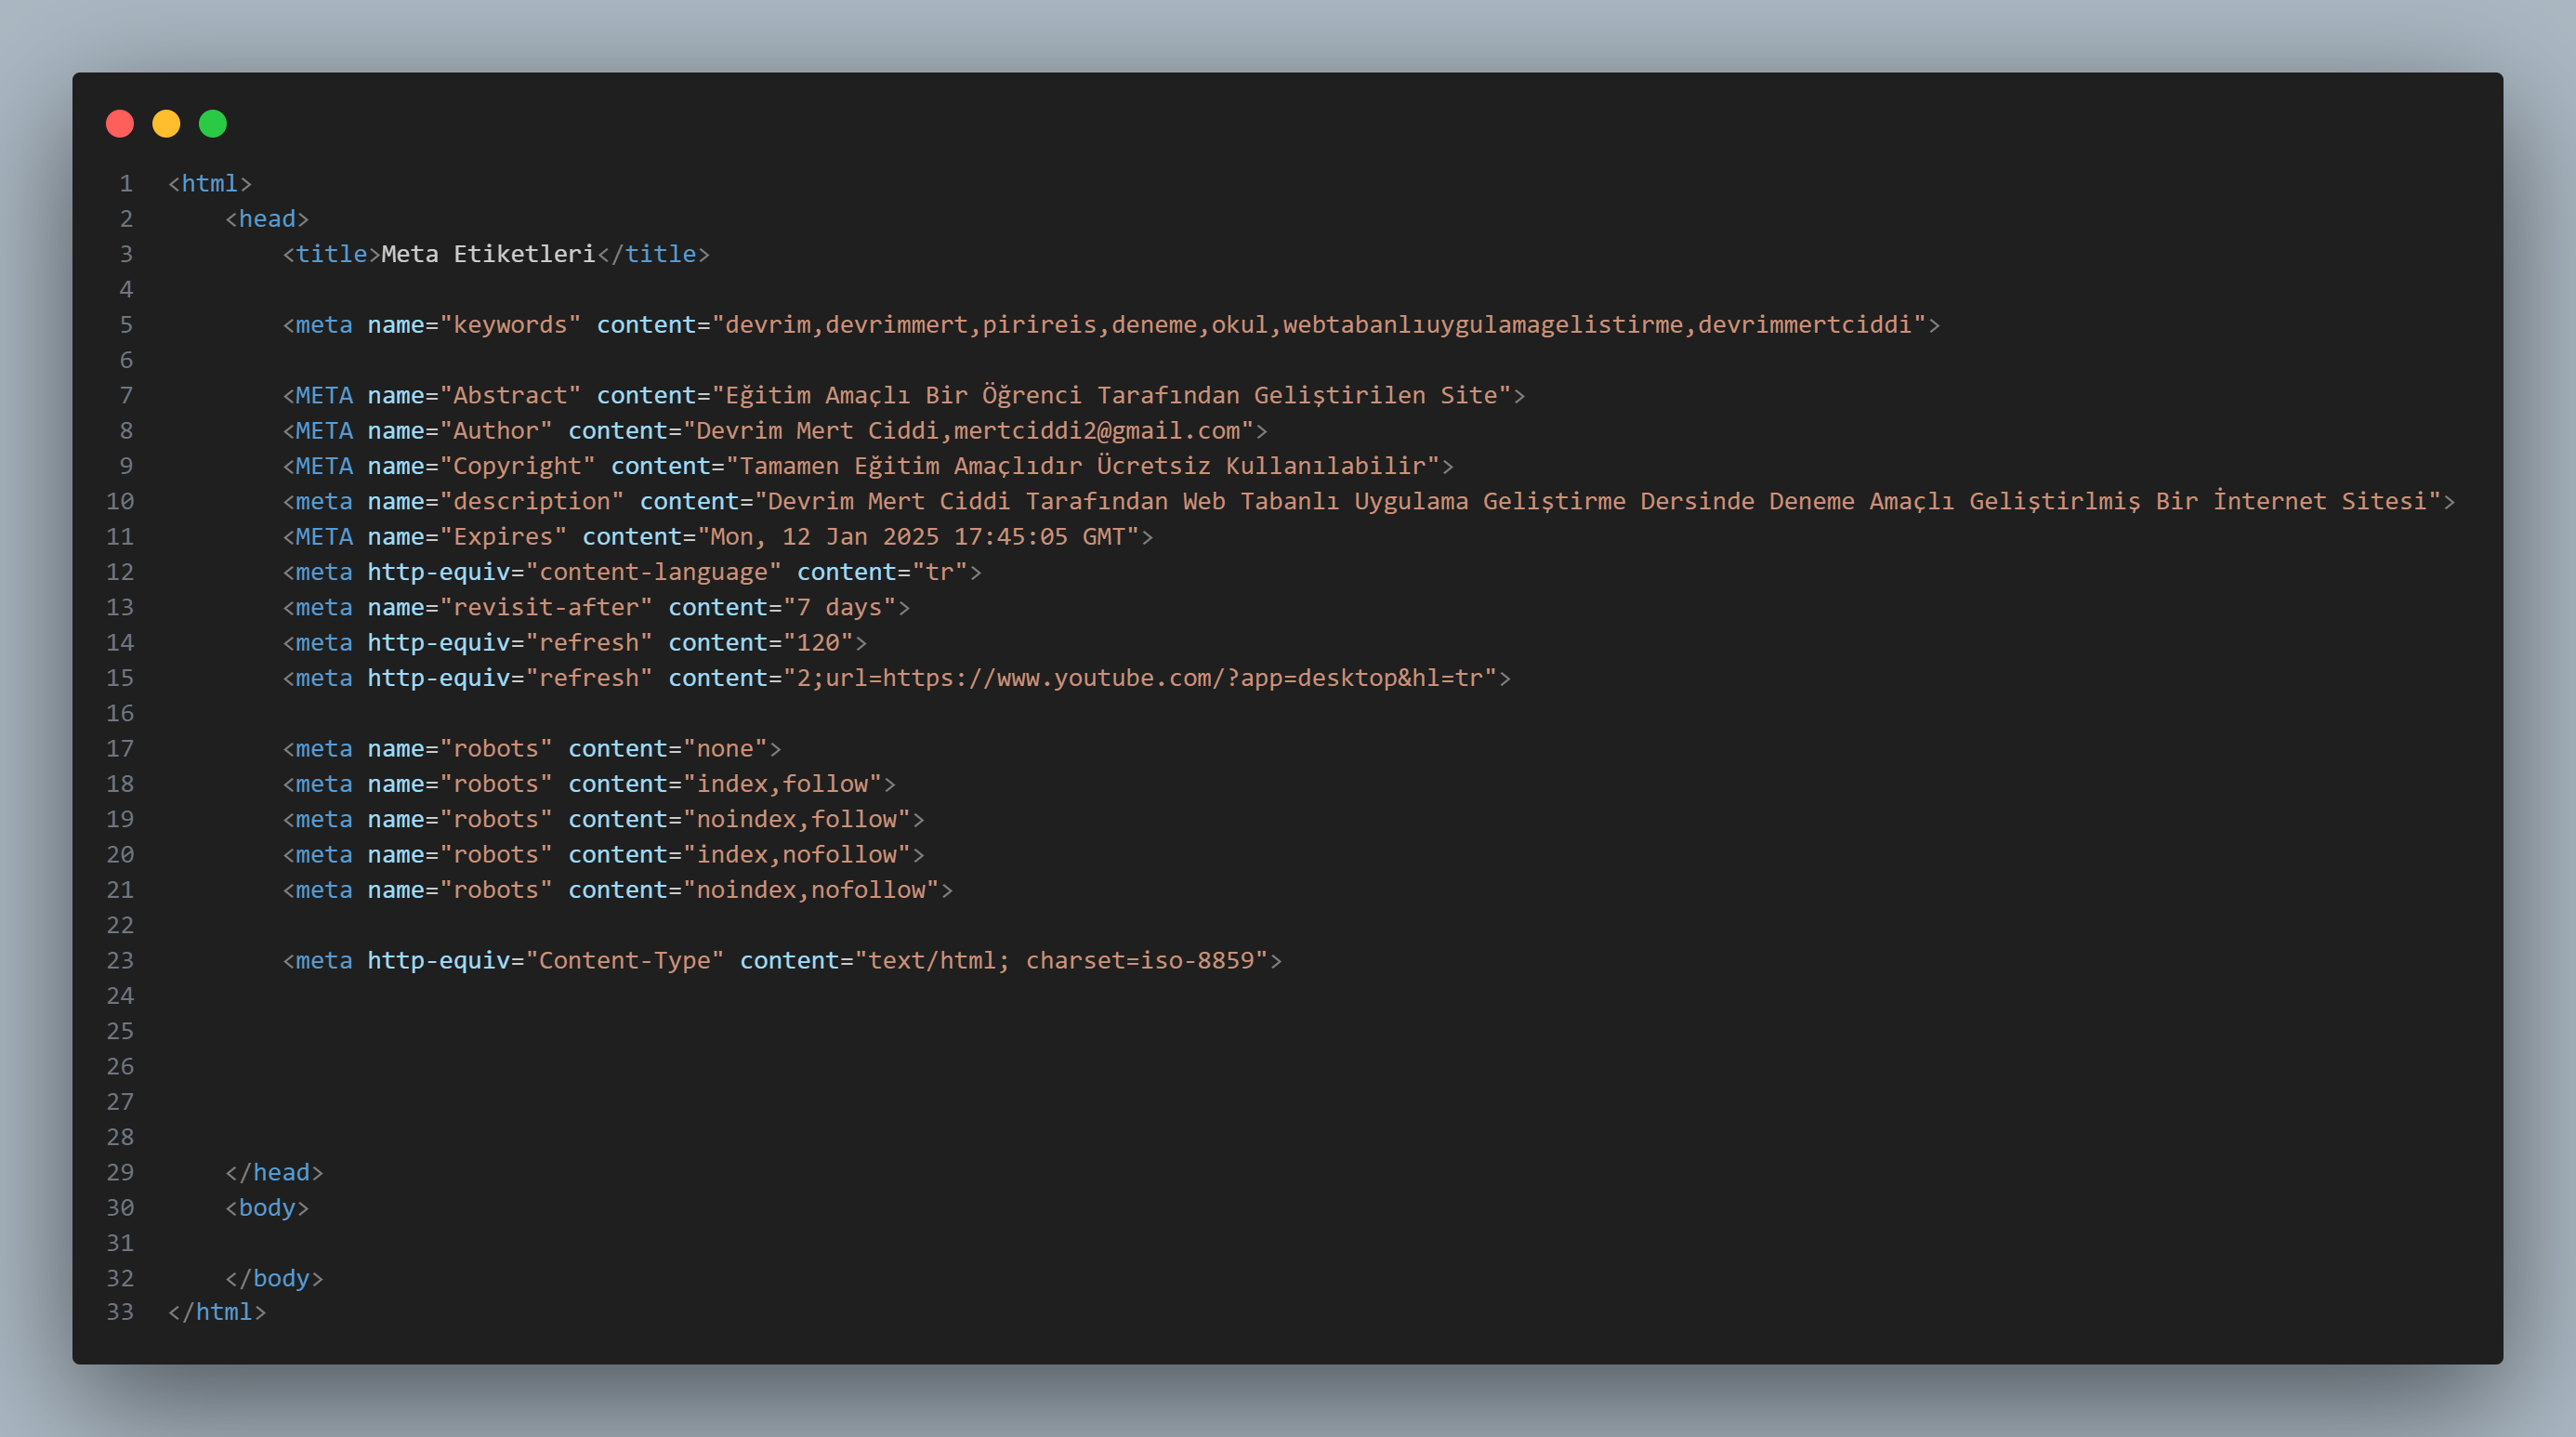 1 <html>
2     <head>
3         <title>Meta Etiketleri</title>
4
5         <meta name="keywords" content="devrim,devrimmert,pirireis,deneme,okul,webtabanlıuygulamagelistirme,devrimmertciddi">
6
7         <META name="Abstract" content="Eğitim Amaçlı Bir Öğrenci Tarafından Geliştirilen Site">
8         <META name="Author" content="Devrim Mert Ciddi,mertciddi2@gmail.com">
9         <META name="Copyright" content="Tamamen Eğitim Amaçlıdır Ücretsiz Kullanılabilir">
10         <meta name="description" content="Devrim Mert Ciddi Tarafından Web Tabanlı Uygulama Geliştirme Dersinde Deneme Amaçlı Geliştirlmiş Bir İnternet Sitesi">
11         <META name="Expires" content="Mon, 12 Jan 2025 17:45:05 GMT">
12         <meta http-equiv="content-language" content="tr">
13         <meta name="revisit-after" content="7 days">
14         <meta http-equiv="refresh" content="120">
15         <meta http-equiv="refresh" content="2;url=https://www.youtube.com/?app=desktop&hl=tr">
16
17         <meta name="robots" content="none">
18         <meta name="robots" content="index,follow">
19         <meta name="robots" content="noindex,follow">
20         <meta name="robots" content="index,nofollow">
21         <meta name="robots" content="noindex,nofollow">
22
23         <meta http-equiv="Content-Type" content="text/html; charset=iso-8859">
24
25
26
27
28
29     </head>
30     <body>
31
32     </body>
33 </html>